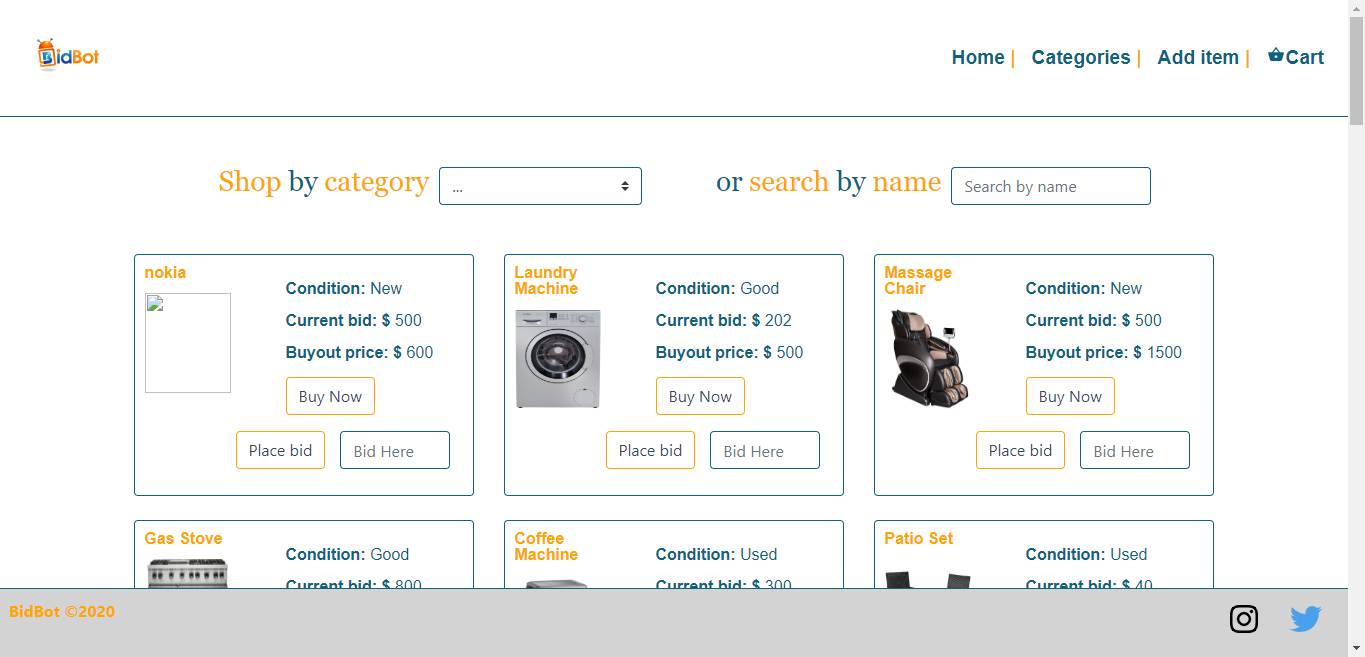 BidBot
Home | Categories | Add item | Cart
Shop by category ... or search by name Search by name
nokia
Condition: New
Current bid: $ 500
Buyout price: $ 600
Buy Now
Place bid Bid Here
Laundry
Machine
Condition: Good
Current bid: $ 202
Buyout price: $ 500
Buy Now
Place bid Bid Here
Massage
Chair
Condition: New
Current bid: $ 500
Buyout price: $ 1500
Buy Now
Place bid Bid Here
Gas Stove
Condition: Good
Current bid: $ 800
Coffee
Machine
Condition: Used
Current bid: $ 300
Patio Set
Condition: Used
Current bid: $ 40
BidBot ©2020